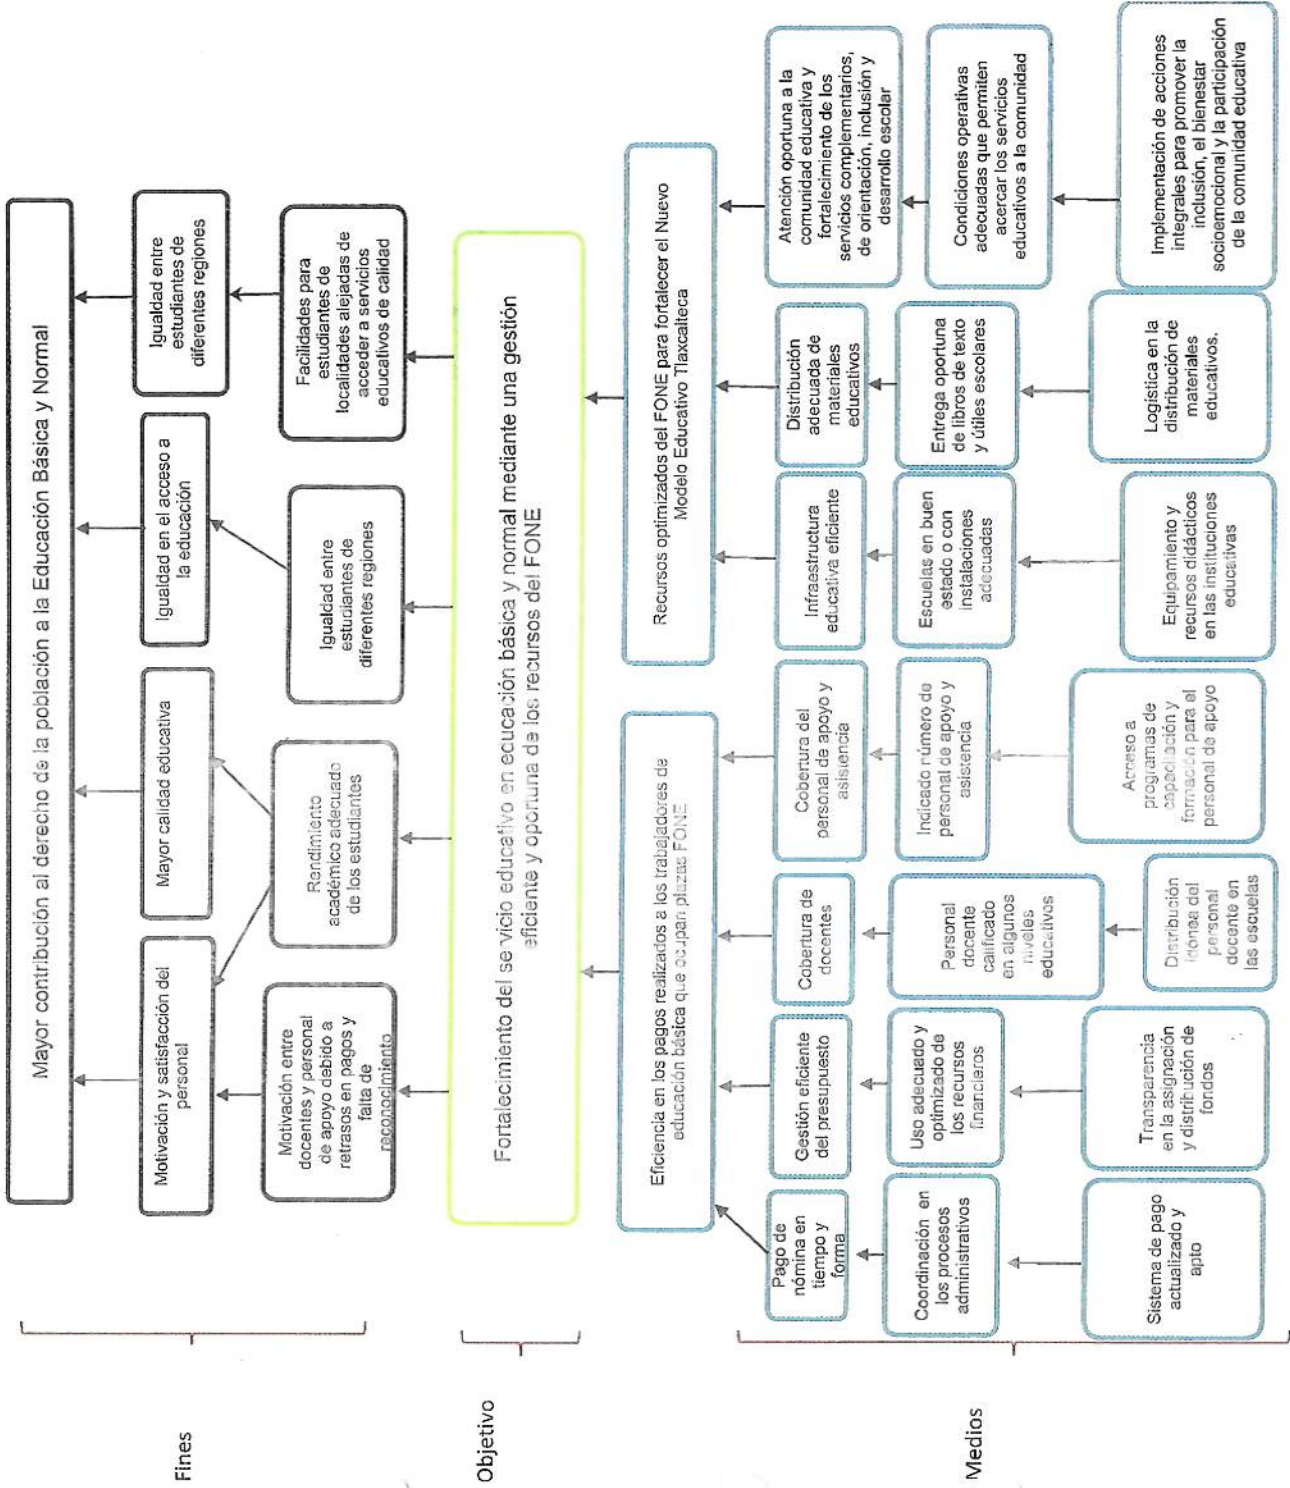 Fines
Mayor contribución al derecho de la población a la Educación Básica y Normal
Motivación y satisfacción del
personal
Mayor calidad educativa
Igualdad en el acceso a
la educación
Igualdad entre
estudiantes de
diferentes regiones
Motivación entre
docentes y personal
de apoyo debido a
retrasos en pagos y
falta de
reconocimiento
Rendimiento
académico adecuado
de los estudiantes
Igualdad entre
estudiantes de
diferentes regiones
Facilidades para
estudiantes de
localidades alejadas de
acceder a servicios
educativos de calidad
Objetivo
Fortalecimiento del servicio educativo en ecucación básica y normal mediante una gestión
eficiente y oportuna de los recursos del FONE
Medios
Eficiencia en los pagos realizados a los trabajadores de
educación básica que ocupan plazas FONE
Recursos optimizados del FONE para fortalecer el Nuevo
Modelo Educativo Tlaxcalteca
Pago de
nómina en
tiempo y
forma
Gestión eficiente
del presupuesto
Cobertura de
docentes
Cobertura del
personal de apoyo y
asistencia
Infraestructura
educativa eficiente
Distribución
adecuada de
materiales
educativos
Atención oportuna a la
comunidad educativa y
fortalecimiento de los
servicios complementarios,
de orientación, inclusión y
desarrollo escolar
Coordinación en
los procesos
administrativos
Uso adecuado y
optimizado de
los recursos
financieros
Personal
docente
calificado
en algunos
niveles
educativos
Indicado número de
personal de apoyo y
asistencia
Escuelas en buen
estado o con
instalaciones
adecuadas
Entrega oportuna
de libros de texto
y útiles escolares
Condiciones operativas
adecuadas que permiten
acercar los servicios
educativos a la comunidad
Sistema de pago
actualizado y
apto
Transparencia
en la asignación
y distribución de
fondos
Distribución
idónea del
personal
docente en
las escuelas
Acceso a
programas de
capacitación y
formación para el
personal de apoyo
Equipamiento y
recursos didácticos
en las instituciones
educativas
Logística en la
distribución de
materiales
educativos.
Implementación de acciones
integrales para promover la
inclusión, el bienestar
socioemocional y la participación
de la comunidad educativa